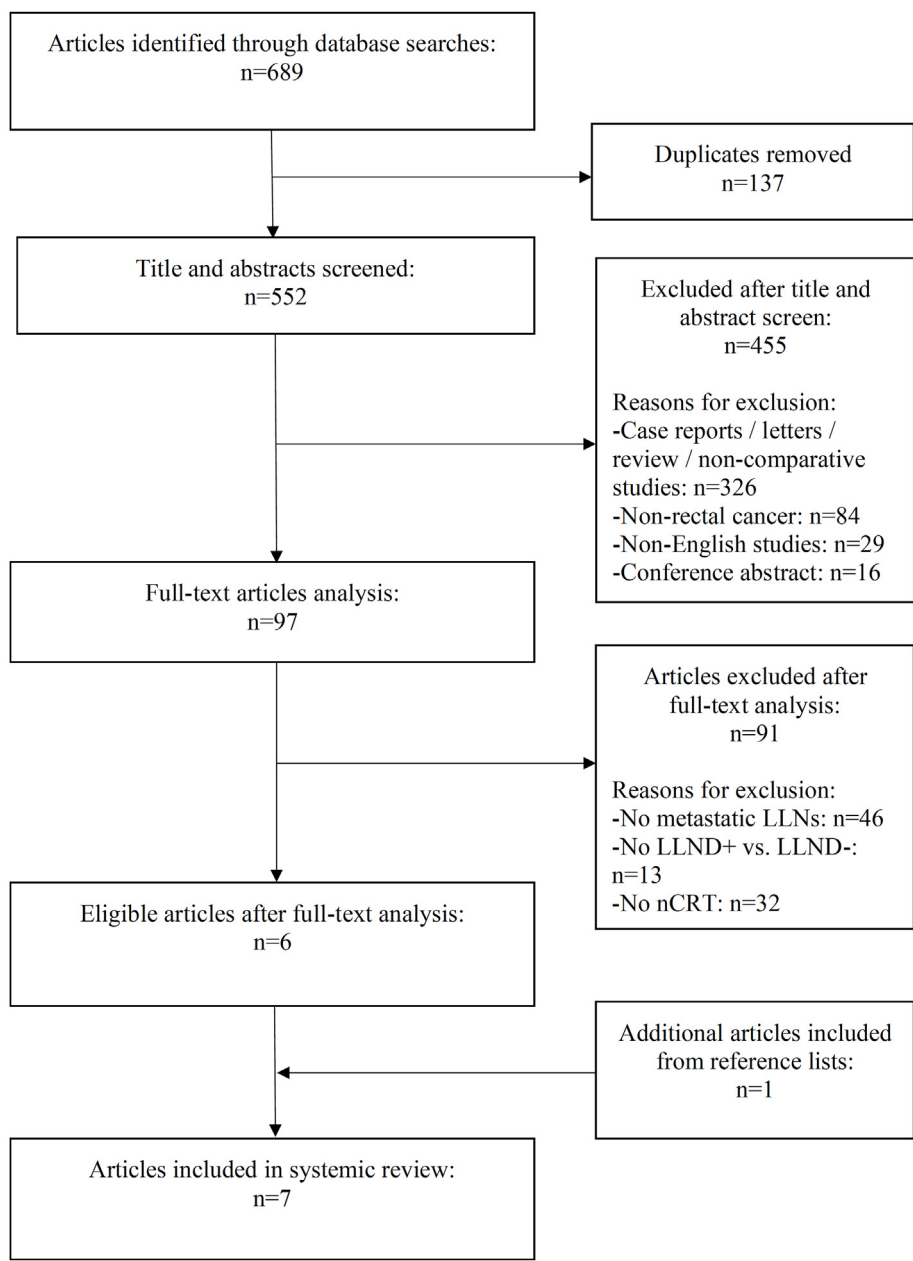 Articles identified through database searches:
n=689
Duplicates removed
n=137
Title and abstracts screened:
n=552
Excluded after title and
abstract screen:
n=455
Reasons for exclusion:
-Case reports / letters /
review / non-comparative
studies: n=326
-Non-rectal cancer: n=84
-Non-English studies: n=29
-Conference abstract: n=16
Full-text articles analysis:
n=97
Articles excluded after
full-text analysis:
n=91
Reasons for exclusion:
-No metastatic LLNs: n=46
-No LLND+ vs. LLND-:
n=13
-No nCRT: n=32
Eligible articles after full-text analysis:
n=6
Additional articles included
from reference lists:
n=1
Articles included in systemic review:
n=7